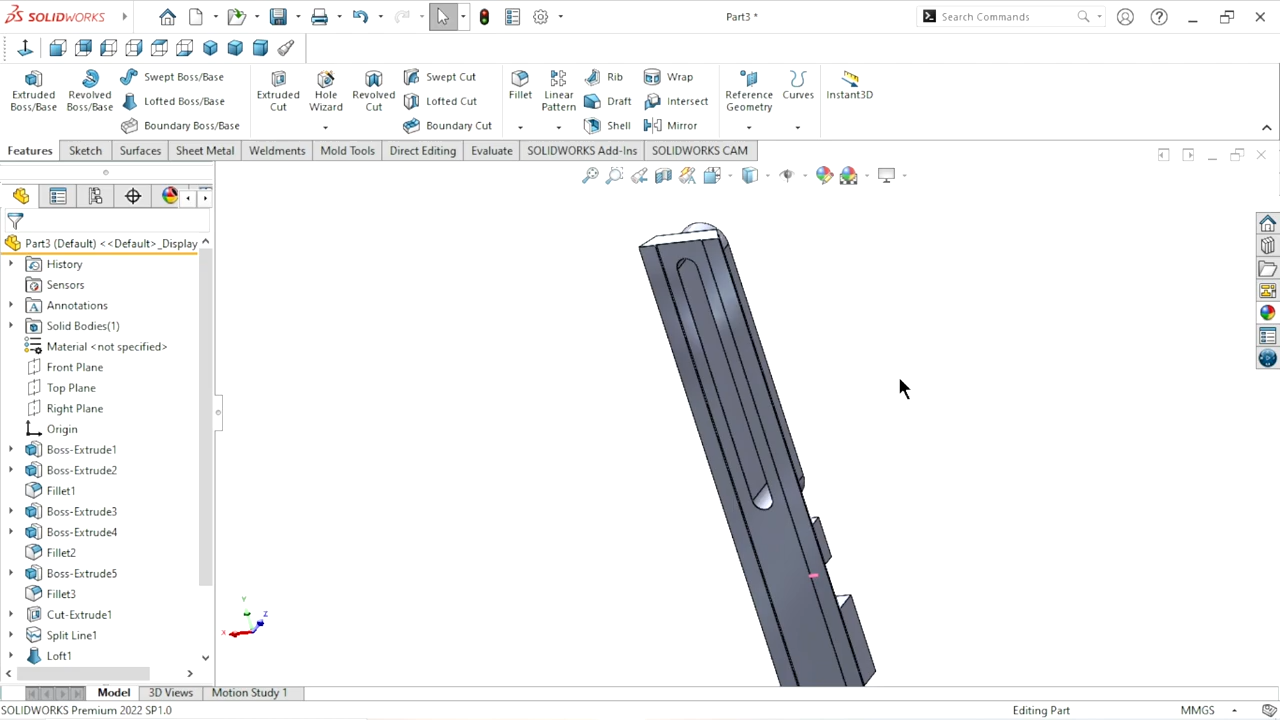 SOLIDWORKS
Part3 *
Search Commands
Extruded Boss/Base
Revolved Boss/Base
Swept Boss/Base
Lofted Boss/Base
Boundary Boss/Base
Extruded Cut
Hole Wizard
Revolved Cut
Swept Cut
Lofted Cut
Boundary Cut
Fillet
Linear Pattern
Rib
Draft
Shell
Wrap
Intersect
Mirror
Reference Geometry
Curves
Instant3D
Features Sketch Surfaces Sheet Metal Weldments Mold Tools Direct Editing Evaluate SOLIDWORKS Add-Ins SOLIDWORKS CAM
Part3 (Default) <<Default>_Display
History
Sensors
Annotations
Solid Bodies(1)
Material <not specified>
Front Plane
Top Plane
Right Plane
Origin
Boss-Extrude1
Boss-Extrude2
Fillet1
Boss-Extrude3
Boss-Extrude4
Fillet2
Boss-Extrude5
Fillet3
Cut-Extrude1
Split Line1
Loft1
Y
Z
X
Model 3D Views Motion Study 1
SOLIDWORKS Premium 2022 SP1.0
Editing Part
MMGS